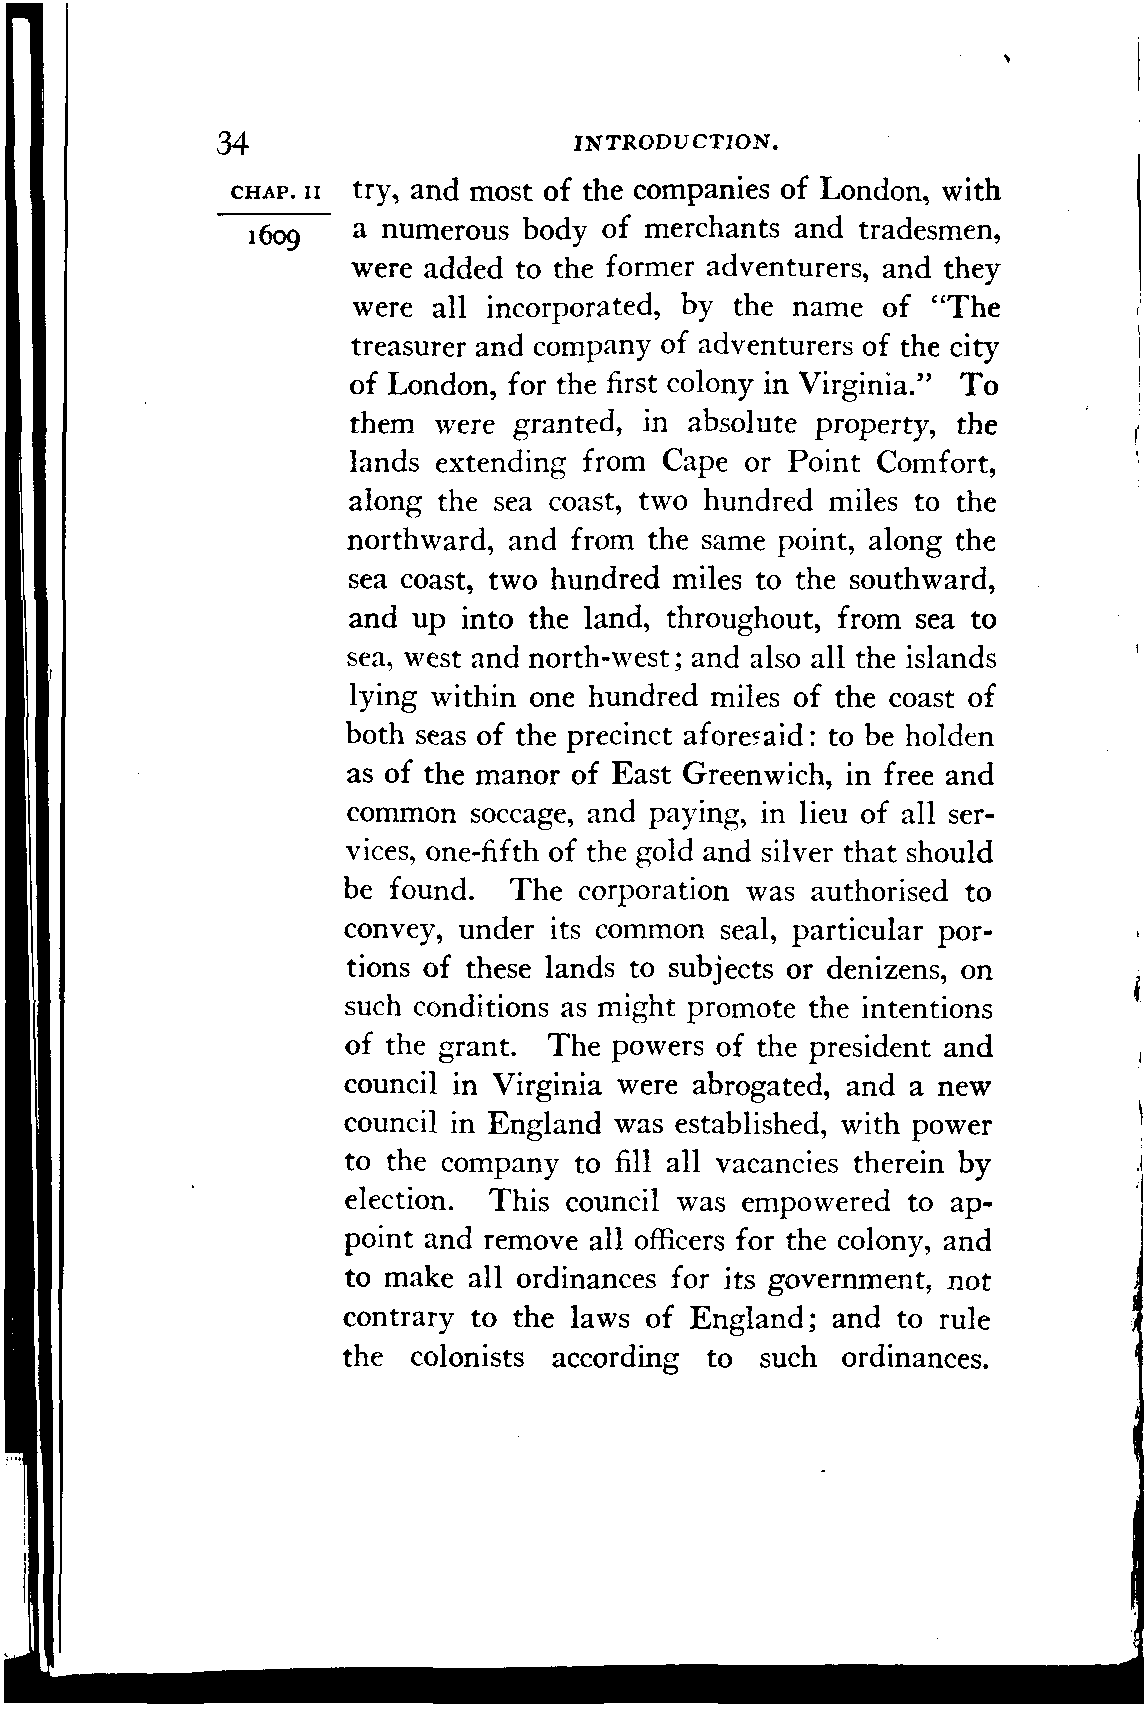 34 INTRODUCTION.
CHAP. II try, and most of the companies of London, with
1609 a numerous body of merchants and tradesmen,
were added to the former adventurers, and they
were all incorporated, by the name of “The
treasurer and company of adventurers of the city
of London, for the first colony in Virginia.” To
them were granted, in absolute property, the
lands extending from Cape or Point Comfort,
along the sea coast, two hundred miles to the
northward, and from the same point, along the
sea coast, two hundred miles to the southward,
and up into the land, throughout, from sea to
sea, west and north-west; and also all the islands
lying within one hundred miles of the coast of
both seas of the precinct aforesaid: to be holden
as of the manor of East Greenwich, in free and
common soccage, and paying, in lieu of all ser-
vices, one-fifth of the gold and silver that should
be found. The corporation was authorised to
convey, under its common seal, particular por-
tions of these lands to subjects or denizens, on
such conditions as might promote the intentions
of the grant. The powers of the president and
council in Virginia were abrogated, and a new
council in England was established, with power
to the company to fill all vacancies therein by
election. This council was empowered to ap-
point and remove all officers for the colony, and
to make all ordinances for its government, not
contrary to the laws of England; and to rule
the colonists according to such ordinances.